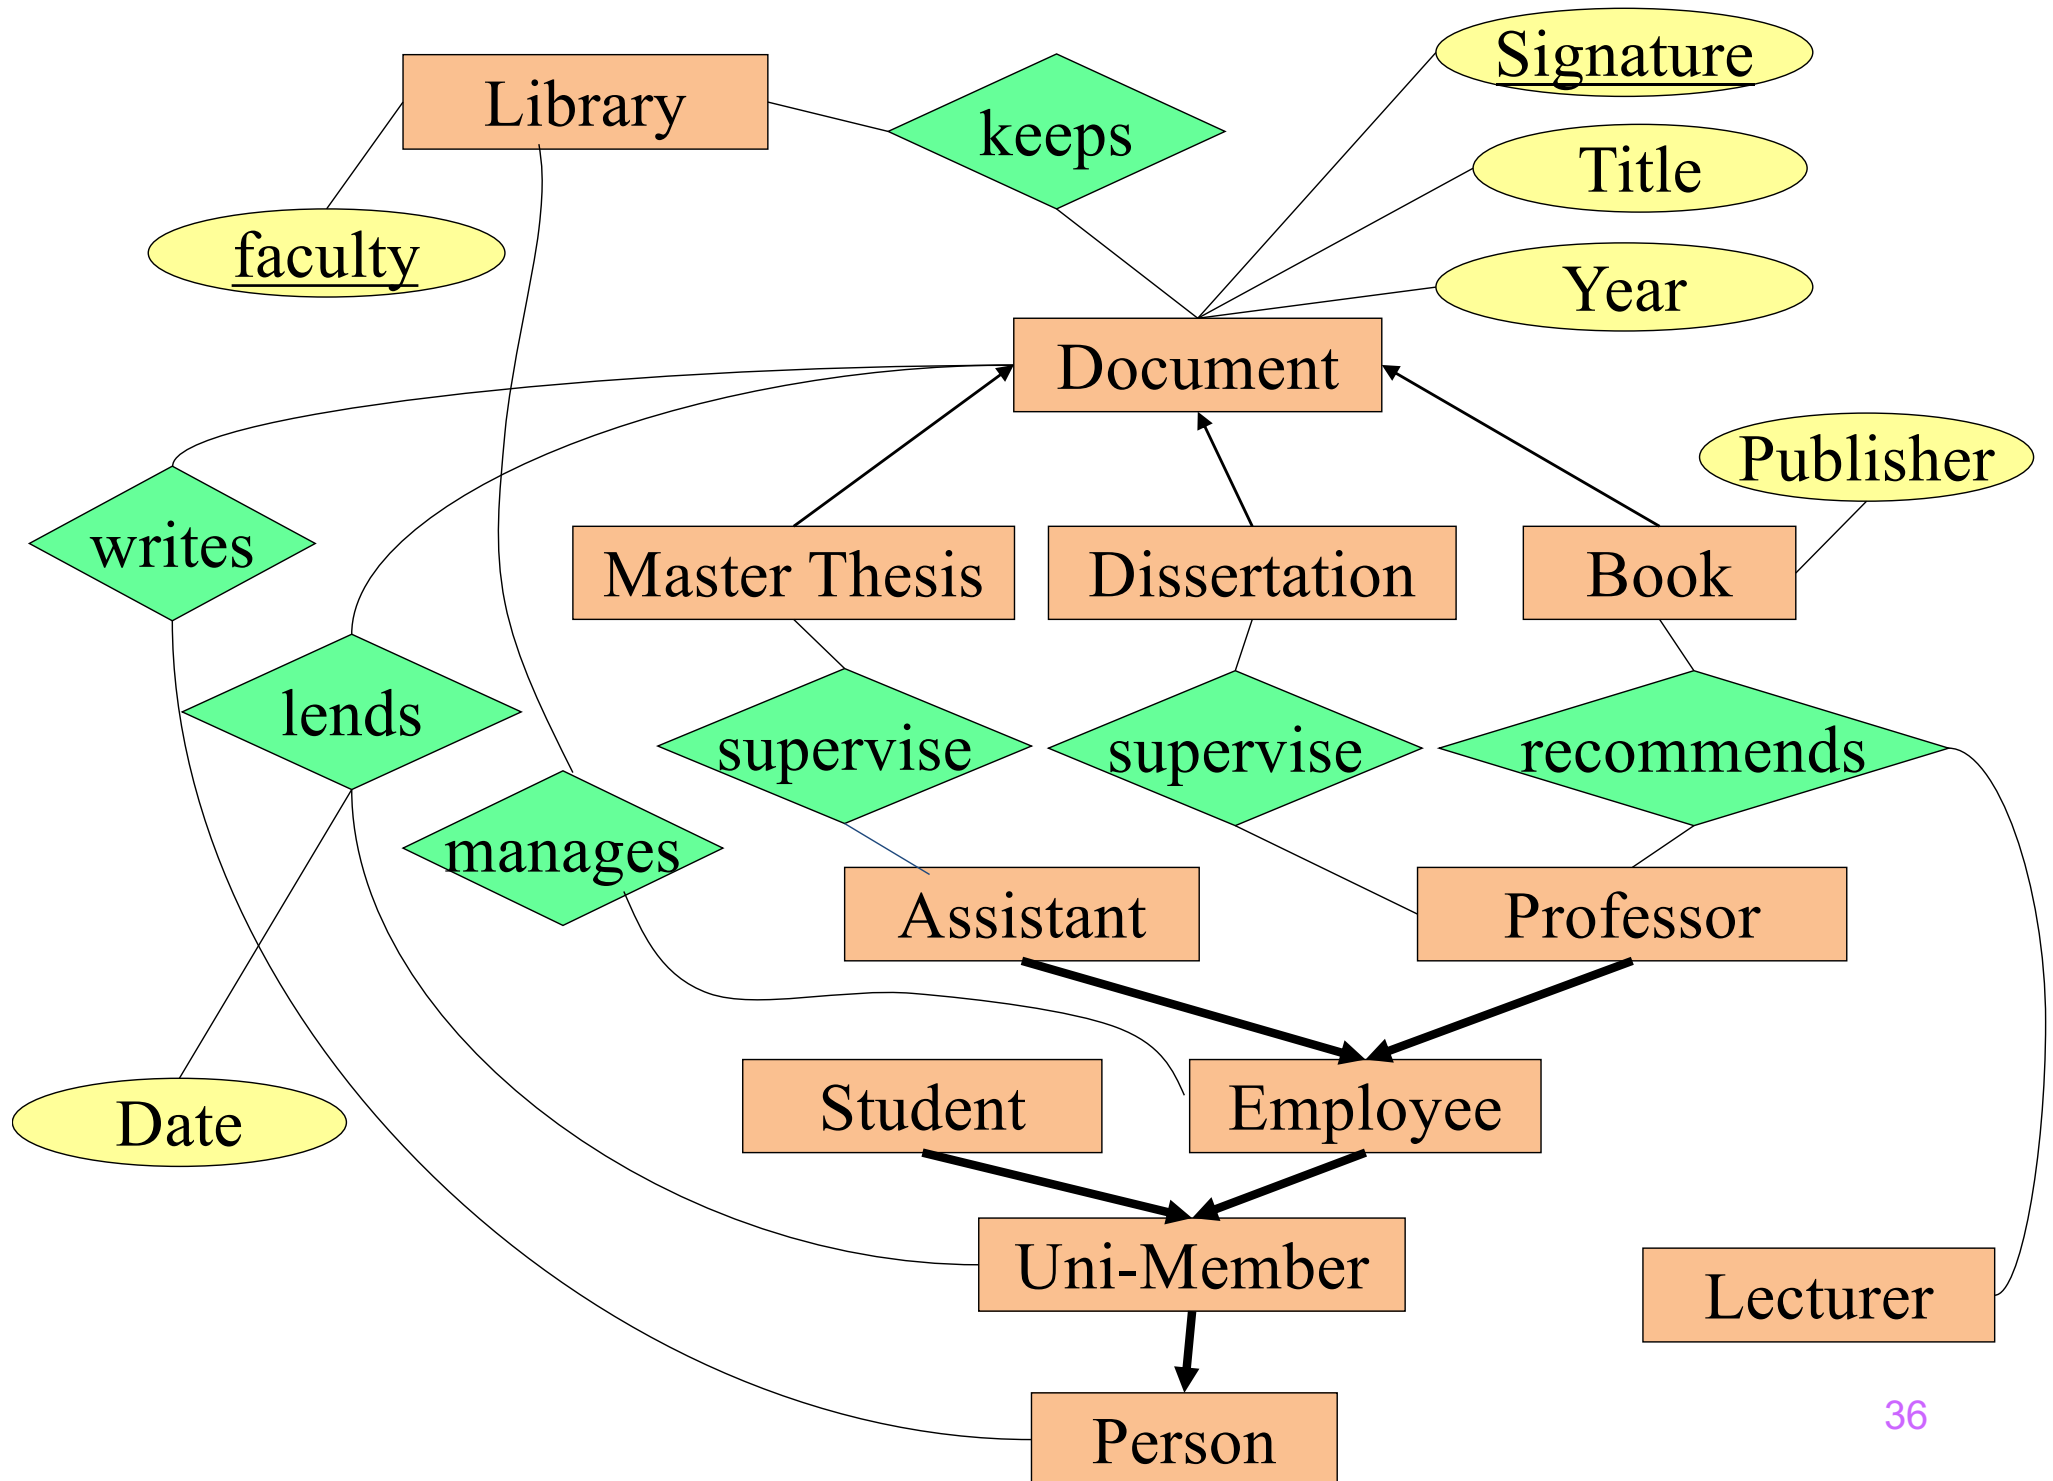 Signature
Library
keeps
Title
faculty
Year
Document
Publisher
writes
Master Thesis
Dissertation
Book
lends
supervise
supervise
recommends
manages
Assistant
Professor
Student
Employee
Date
Uni-Member
Lecturer
Person
36